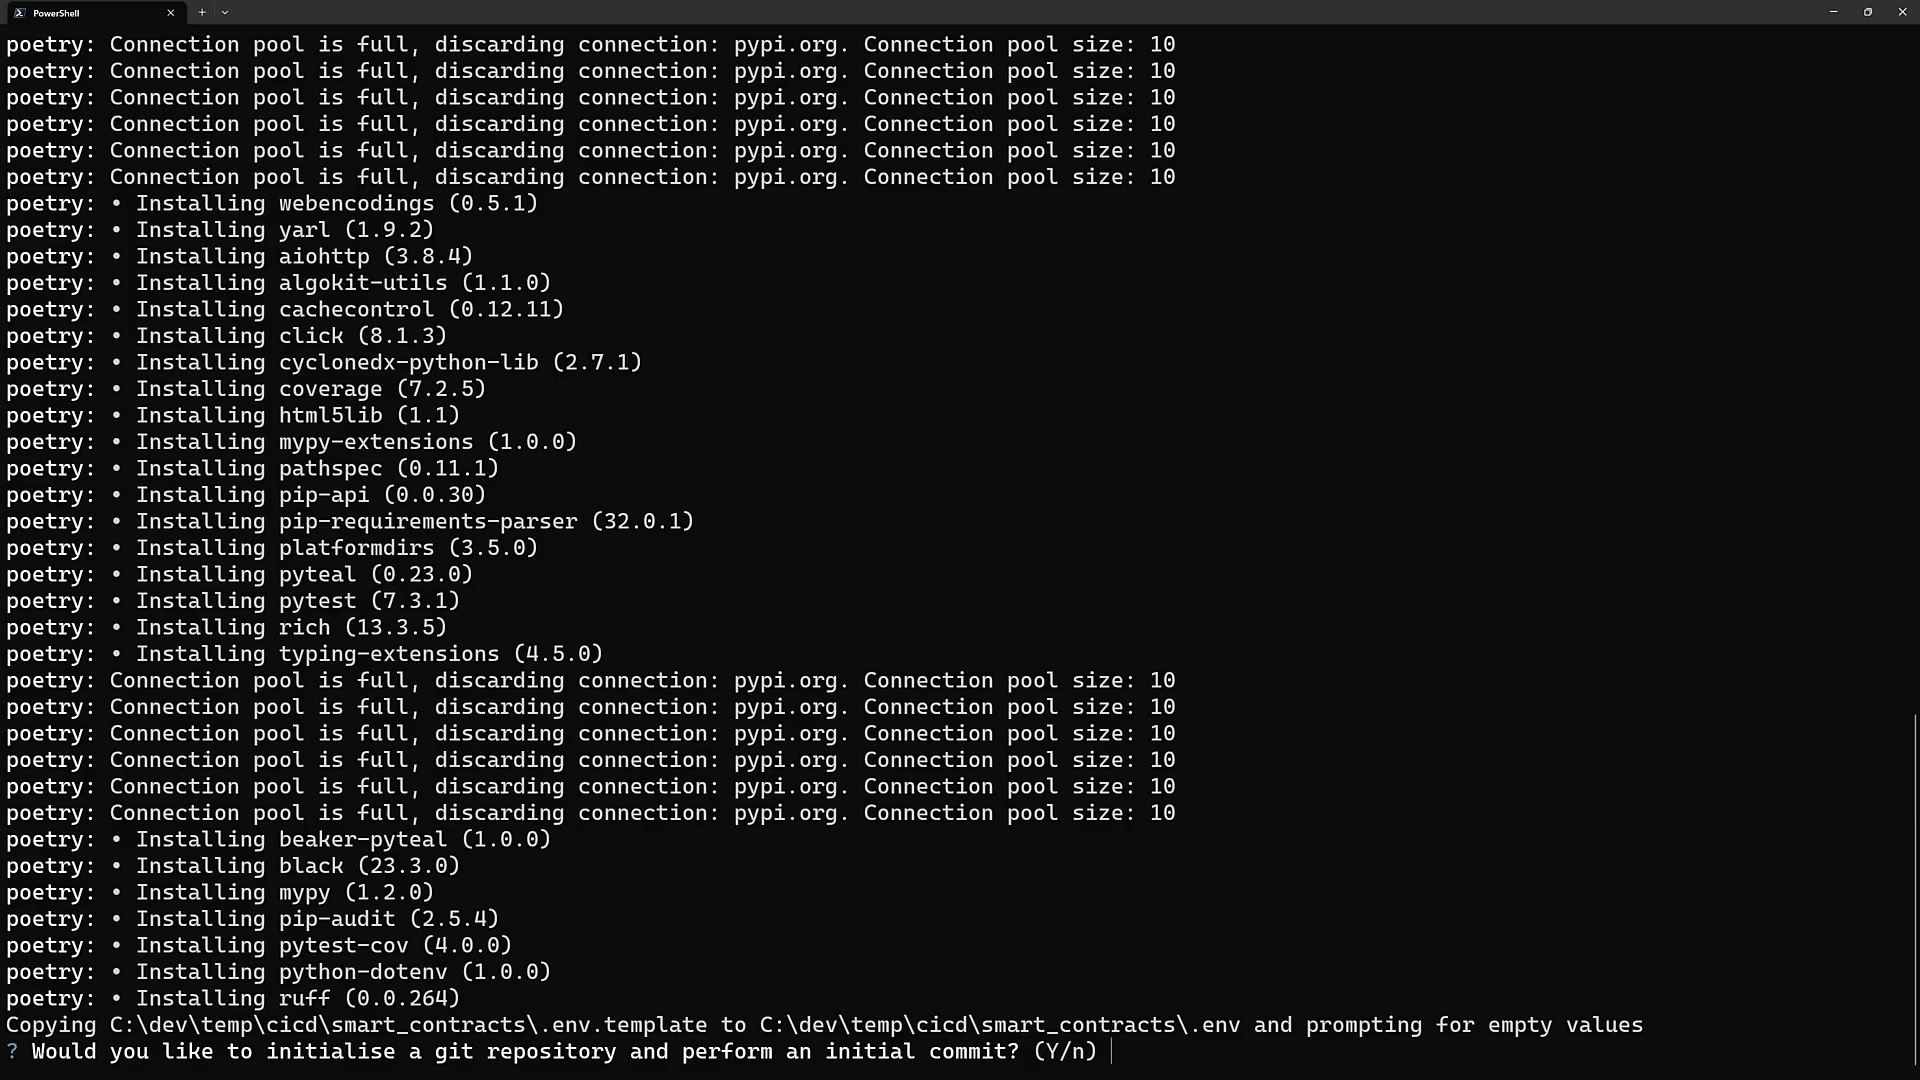 PowerShell
poetry: Connection pool is full, discarding connection: pypi.org. Connection pool size: 10
poetry: Connection pool is full, discarding connection: pypi.org. Connection pool size: 10
poetry: Connection pool is full, discarding connection: pypi.org. Connection pool size: 10
poetry: Connection pool is full, discarding connection: pypi.org. Connection pool size: 10
poetry: Connection pool is full, discarding connection: pypi.org. Connection pool size: 10
poetry: Connection pool is full, discarding connection: pypi.org. Connection pool size: 10
poetry: • Installing webencodings (0.5.1)
poetry: • Installing yarl (1.9.2)
poetry: • Installing aiohttp (3.8.4)
poetry: • Installing algokit-utils (1.1.0)
poetry: • Installing cachecontrol (0.12.11)
poetry: • Installing click (8.1.3)
poetry: • Installing cyclonedx-python-lib (2.7.1)
poetry: • Installing coverage (7.2.5)
poetry: • Installing html5lib (1.1)
poetry: • Installing mypy-extensions (1.0.0)
poetry: • Installing pathspec (0.11.1)
poetry: • Installing pip-api (0.0.30)
poetry: • Installing pip-requirements-parser (32.0.1)
poetry: • Installing platformdirs (3.5.0)
poetry: • Installing pyteal (0.23.0)
poetry: • Installing pytest (7.3.1)
poetry: • Installing rich (13.3.5)
poetry: • Installing typing-extensions (4.5.0)
poetry: Connection pool is full, discarding connection: pypi.org. Connection pool size: 10
poetry: Connection pool is full, discarding connection: pypi.org. Connection pool size: 10
poetry: Connection pool is full, discarding connection: pypi.org. Connection pool size: 10
poetry: Connection pool is full, discarding connection: pypi.org. Connection pool size: 10
poetry: Connection pool is full, discarding connection: pypi.org. Connection pool size: 10
poetry: Connection pool is full, discarding connection: pypi.org. Connection pool size: 10
poetry: • Installing beaker-pyteal (1.0.0)
poetry: • Installing black (23.3.0)
poetry: • Installing mypy (1.2.0)
poetry: • Installing pip-audit (2.5.4)
poetry: • Installing pytest-cov (4.0.0)
poetry: • Installing python-dotenv (1.0.0)
poetry: • Installing ruff (0.0.264)
Copying C:\dev\temp\cicd\smart_contracts\.env.template to C:\dev\temp\cicd\smart_contracts\.env and prompting for empty values
? Would you like to initialise a git repository and perform an initial commit? (Y/n)